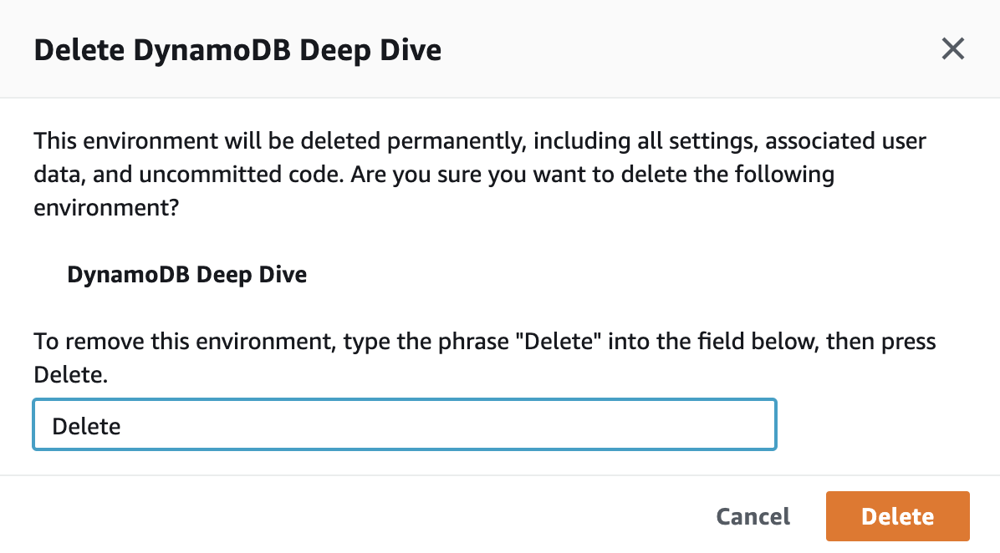 Delete DynamoDB Deep Dive
This environment will be deleted permanently, including all settings, associated user
data, and uncommitted code. Are you sure you want to delete the following
environment?
DynamoDB Deep Dive
To remove this environment, type the phrase "Delete" into the field below, then press
Delete.
Delete
Cancel
Delete